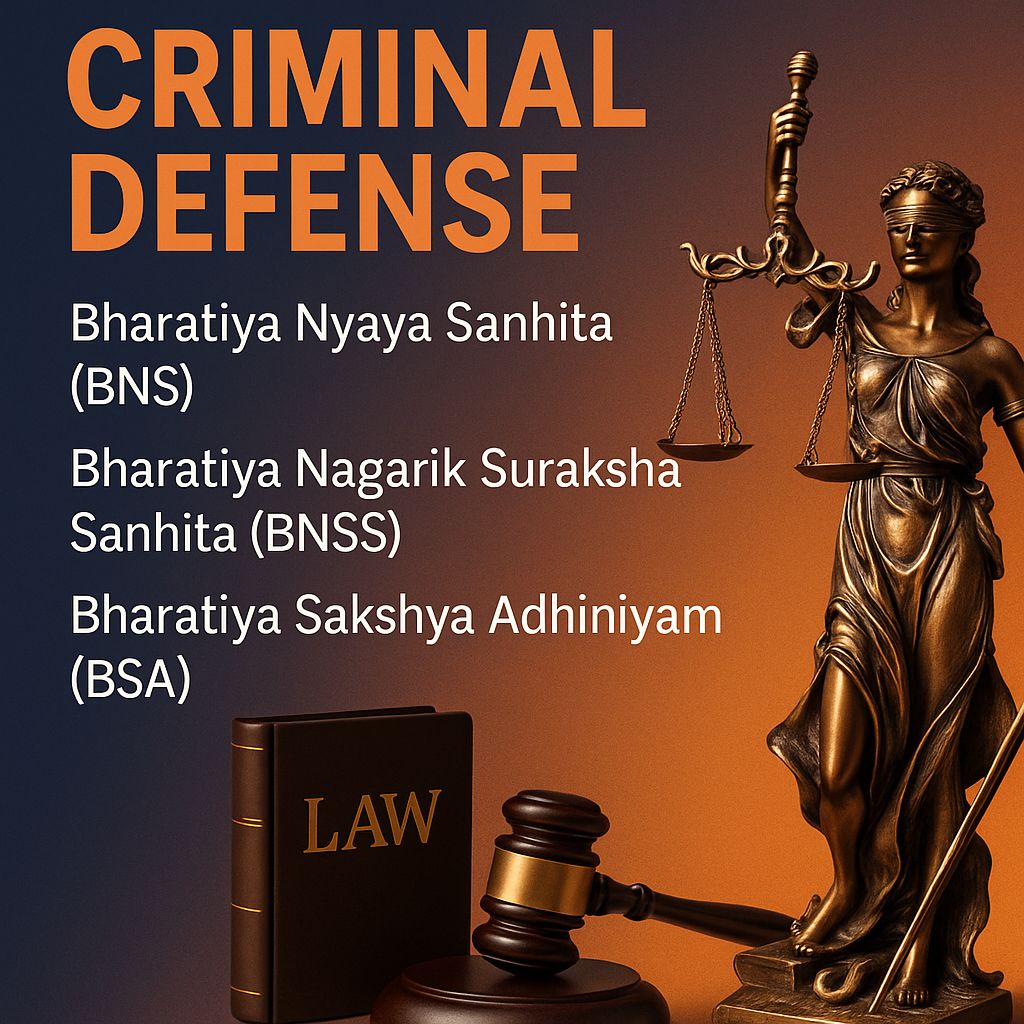 CRIMINAL
DEFENSE
Bharatiya Nyaya Sanhita
(BNS)
Bharatiya Nagarik Suraksha
Sanhita (BNSS)
Bharatiya Sakshya Adhiniyam
(BSA)
LAW